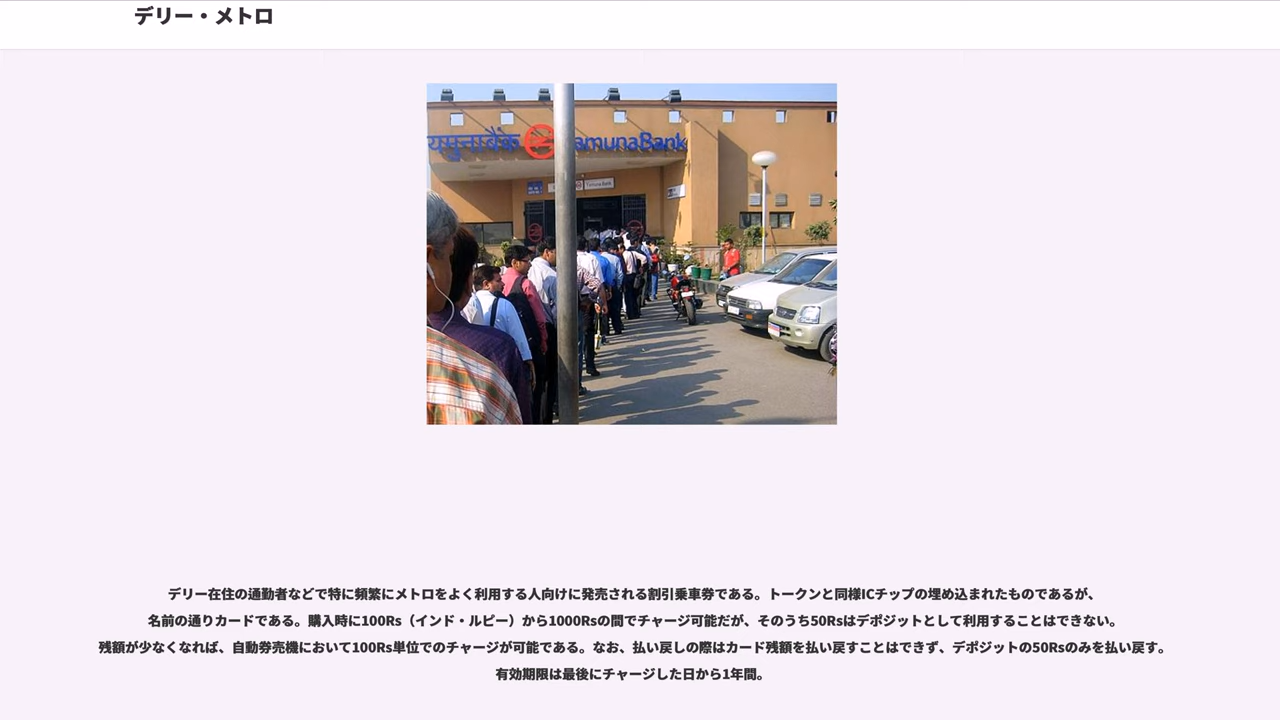 デリー・メトロ
यमुना बैंक
amunaBank
YamunaBank
デリー在住の通勤者などで特に頻繁にメトロをよく利用する人向けに発売される割引乗車券である。トークンと同様ICチップの埋め込まれたものであるが、
名前の通りカードである。購入時に100Rs（インド・ルピー）から1000Rsの間でチャージ可能だが、そのうち50Rsはデポジットとして利用することはできない。
残額が少なくなれば、自動券売機において100Rs単位でのチャージが可能である。なお、払い戻しの際はカード残額を払い戻すことはできず、デポジットの50Rsのみを払い戻す。
有効期限は最後にチャージした日から1年間。